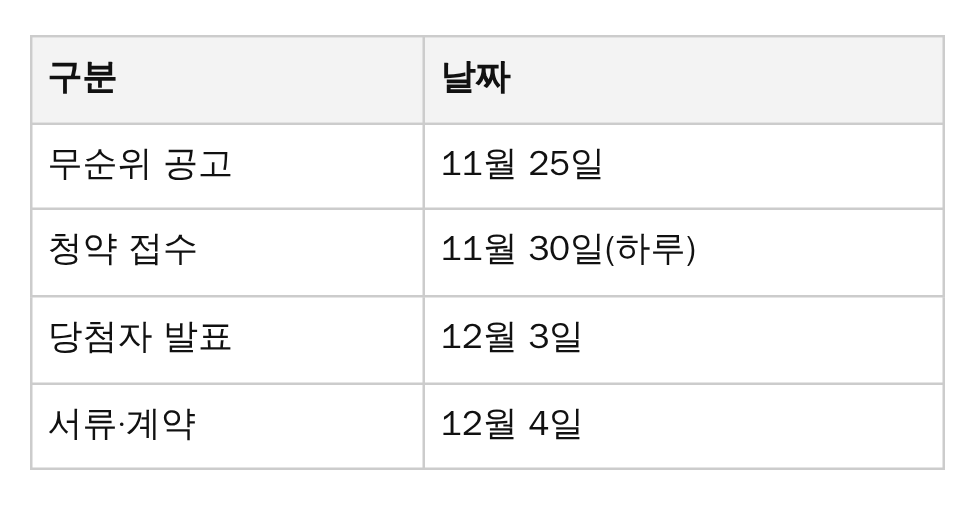 구분 날짜
무순위 공고 11월 25일
청약 접수 11월 30일(하루)
당첨자 발표 12월 3일
서류·계약 12월 4일